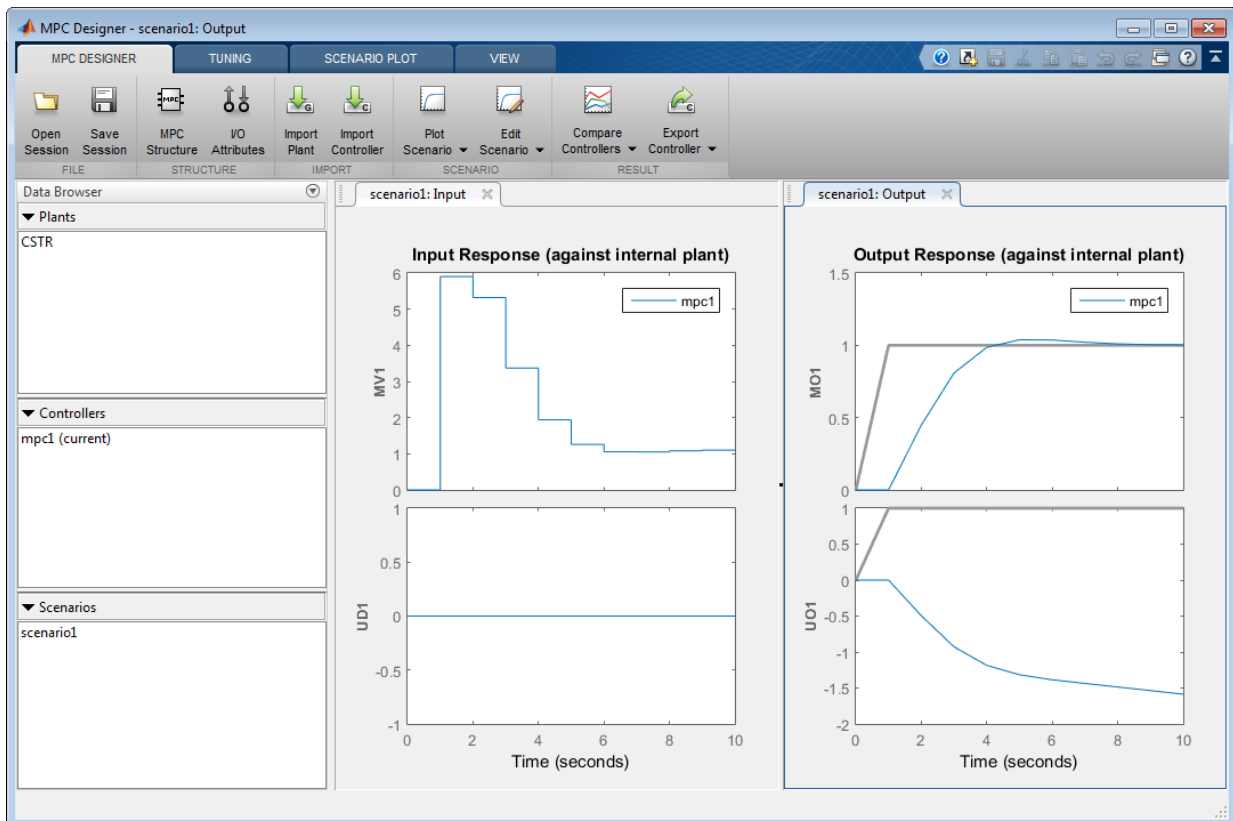 MPC Designer - scenario1: Output
MPC DESIGNER
TUNING
SCENARIO PLOT
VIEW
Open Session
Save Session
MPC Structure
I/O Attributes
Import Plant
Import Controller
Plot Scenario
Edit Scenario
Compare Controllers
Export Controller
FILE
STRUCTURE
IMPORT
SCENARIO
RESULT
Data Browser
Plants
CSTR
Controllers
mpc1 (current)
Scenarios
scenario1
scenario1: Input
Input Response (against internal plant)
mpc1
MV1
6
5
4
3
2
1
0
UD1
1
0.5
0
-0.5
-1
0 2 4 6 8 10
Time (seconds)
scenario1: Output
Output Response (against internal plant)
mpc1
MO1
1.5
1
0.5
0
UO1
1
0.5
0
-0.5
-1
-1.5
-2
0 2 4 6 8 10
Time (seconds)